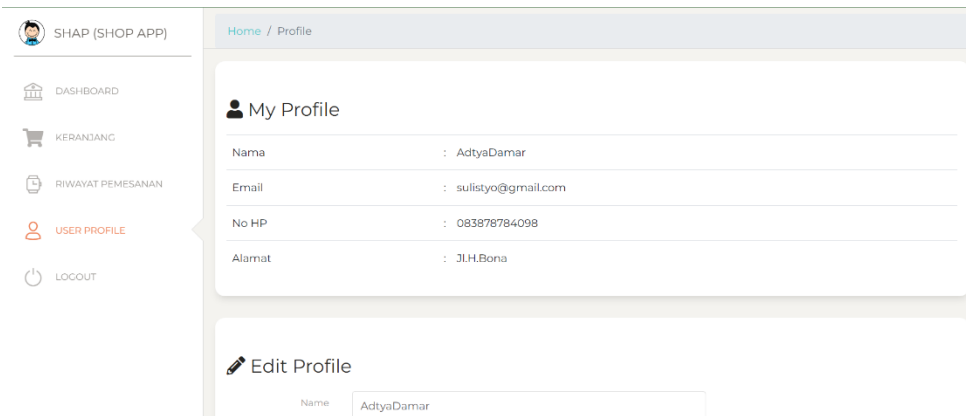 SHAP (SHOP APP)
DASHBOARD
KERANJANG
RIWAYAT PEMESANAN
USER PROFILE
LOGOUT
Home / Profile
My Profile
Nama : AdtyaDamar
Email : sulistyo@gmail.com
No HP : 083878784098
Alamat : Jl.H.Bona
Edit Profile
Name AdtyaDamar